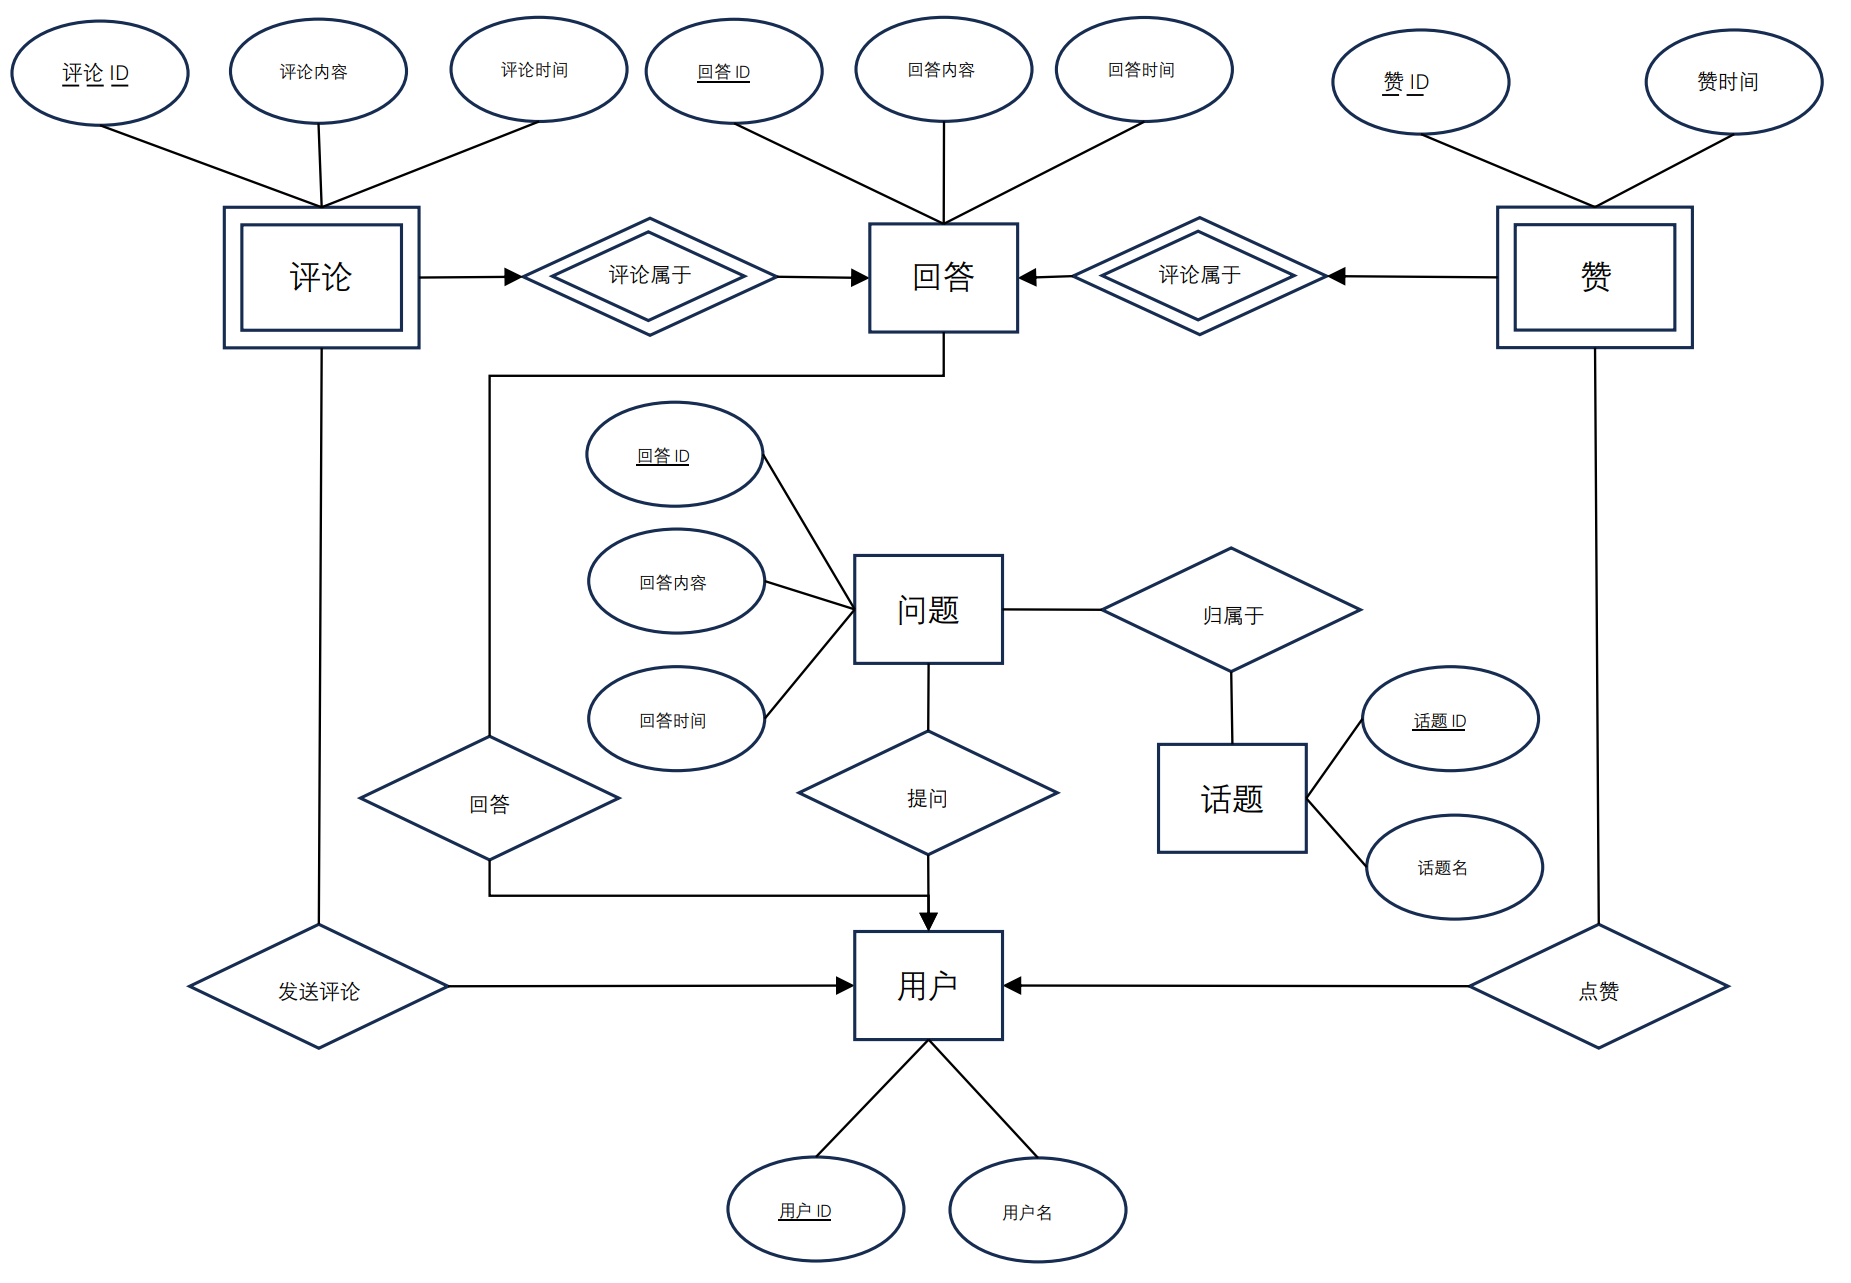 评论 ID
评论内容
评论时间
回答 ID
回答内容
回答时间
赞 ID
赞时间
评论
评论属于
回答
评论属于
赞
回答 ID
回答内容
问题
归属于
回答时间
话题 ID
回答
提问
话题
话题名
发送评论
用户
点赞
用户 ID
用户名